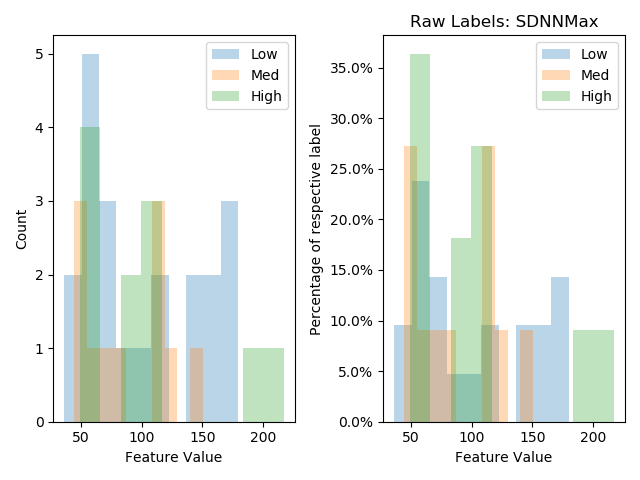 5
4
3
2
1
0
Count
50
100
150
200
Feature Value
Low
Med
High
Raw Labels: SDNNMax
35.0%
30.0%
25.0%
20.0%
15.0%
10.0%
5.0%
0.0%
Percentage of respective label
50
100
150
200
Feature Value
Low
Med
High